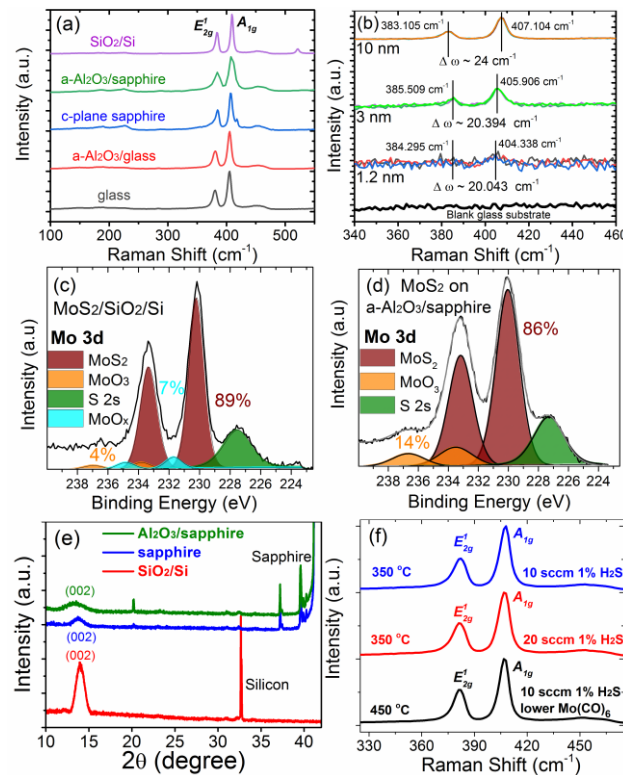 (a)
E¹₂g A₁g
SiO₂/Si
a-Al₂O₃/sapphire
c-plane sapphire
a-Al₂O₃/glass
glass
Intensity (a.u.)
100 200 300 400 500
Raman Shift (cm⁻¹)
(b)
383.105 cm⁻¹
407.104 cm⁻¹
10 nm
Δ ω ~ 24 cm⁻¹
385.509 cm⁻¹
405.906 cm⁻¹
3 nm
Δ ω ~ 20.394 cm⁻¹
384.295 cm⁻¹
404.338 cm⁻¹
1.2 nm
Δ ω ~ 20.043 cm⁻¹
Blank glass substrate
Intensity (a.u.)
340 360 380 400 420 440 460
Raman Shift (cm⁻¹)
(c)
MoS₂/SiO₂/Si
Mo 3d
MoS₂
MoO₃
S 2s
MoOₓ
7%
89%
4%
Intensity (a.u)
238 236 234 232 230 228 226 224
Binding Energy (eV)
(d)
MoS₂ on
a-Al₂O₃/sapphire
Mo 3d
MoS₂
MoO₃
S 2s
86%
14%
Intensity (a.u.)
238 236 234 232 230 228 226 224
Binding Energy (eV)
(e)
Al₂O₃/sapphire
sapphire
SiO₂/Si
Sapphire
(002)
(002)
(002)
Silicon
Intensity (a.u.)
10 15 20 25 30 35 40
2θ (degree)
(f)
E¹₂g A₁g
350 °C
10 sccm 1% H₂S
E¹₂g A₁g
350 °C
20 sccm 1% H₂S
E¹₂g A₁g
450 °C
10 sccm 1% H₂S-
lower Mo(CO)₆
Intensity (a.u.)
330 360 390 420 450
Raman Shift (cm⁻¹)